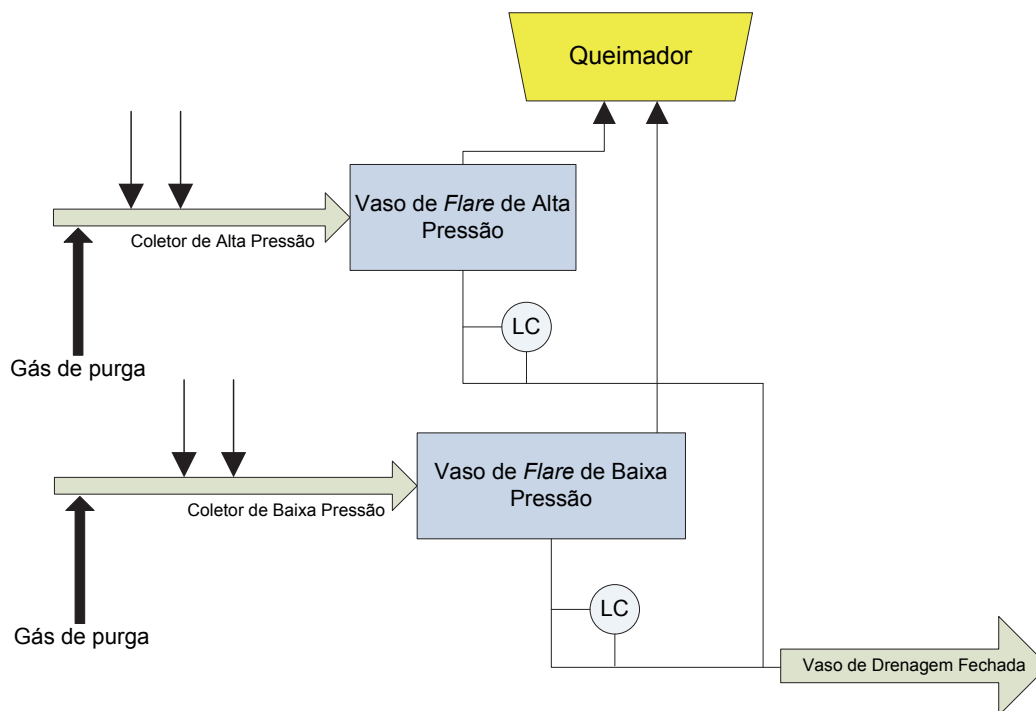 Queimador
Vaso de Flare de Alta
Pressão
Coletor de Alta Pressão
LC
Gás de purga
Vaso de Flare de Baixa
Pressão
Coletor de Baixa Pressão
LC
Gás de purga
Vaso de Drenagem Fechada